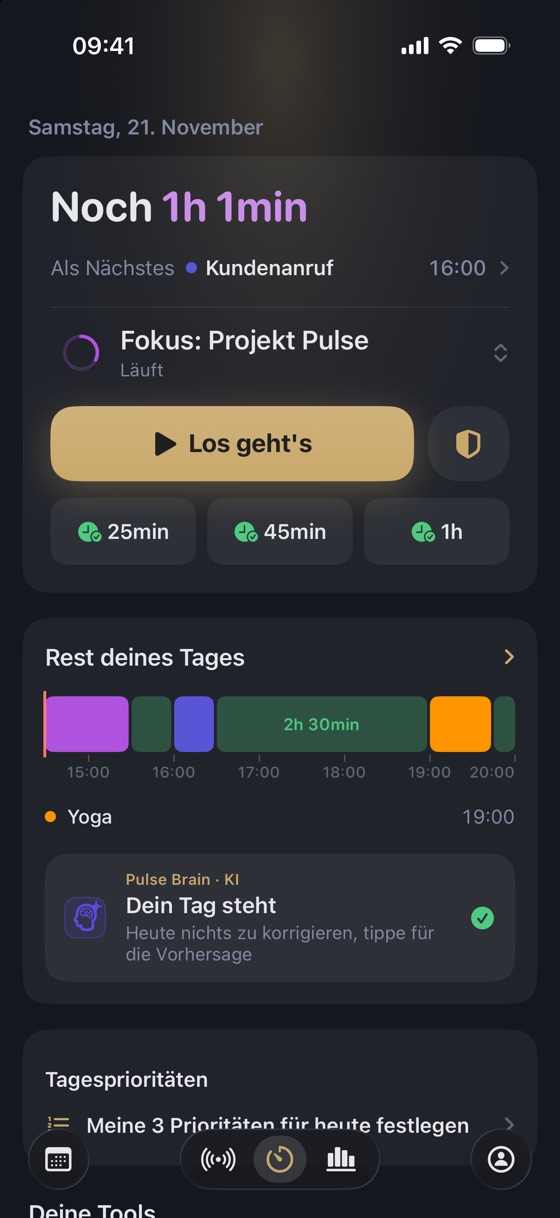 09:41
Samstag, 21. November
Noch 1h 1min
Als Nächstes Kundenanruf 16:00
Fokus: Projekt Pulse
Läuft
Los geht's
25min 45min 1h
Rest deines Tages
2h 30min
15:00 16:00 17:00 18:00 19:00 20:00
Yoga 19:00
Pulse Brain · KI
Dein Tag steht
Heute nichts zu korrigieren, tippe für
die Vorhersage
Tagesprioritäten
Meine 3 Prioritäten für heute festlegen
Deine Tools